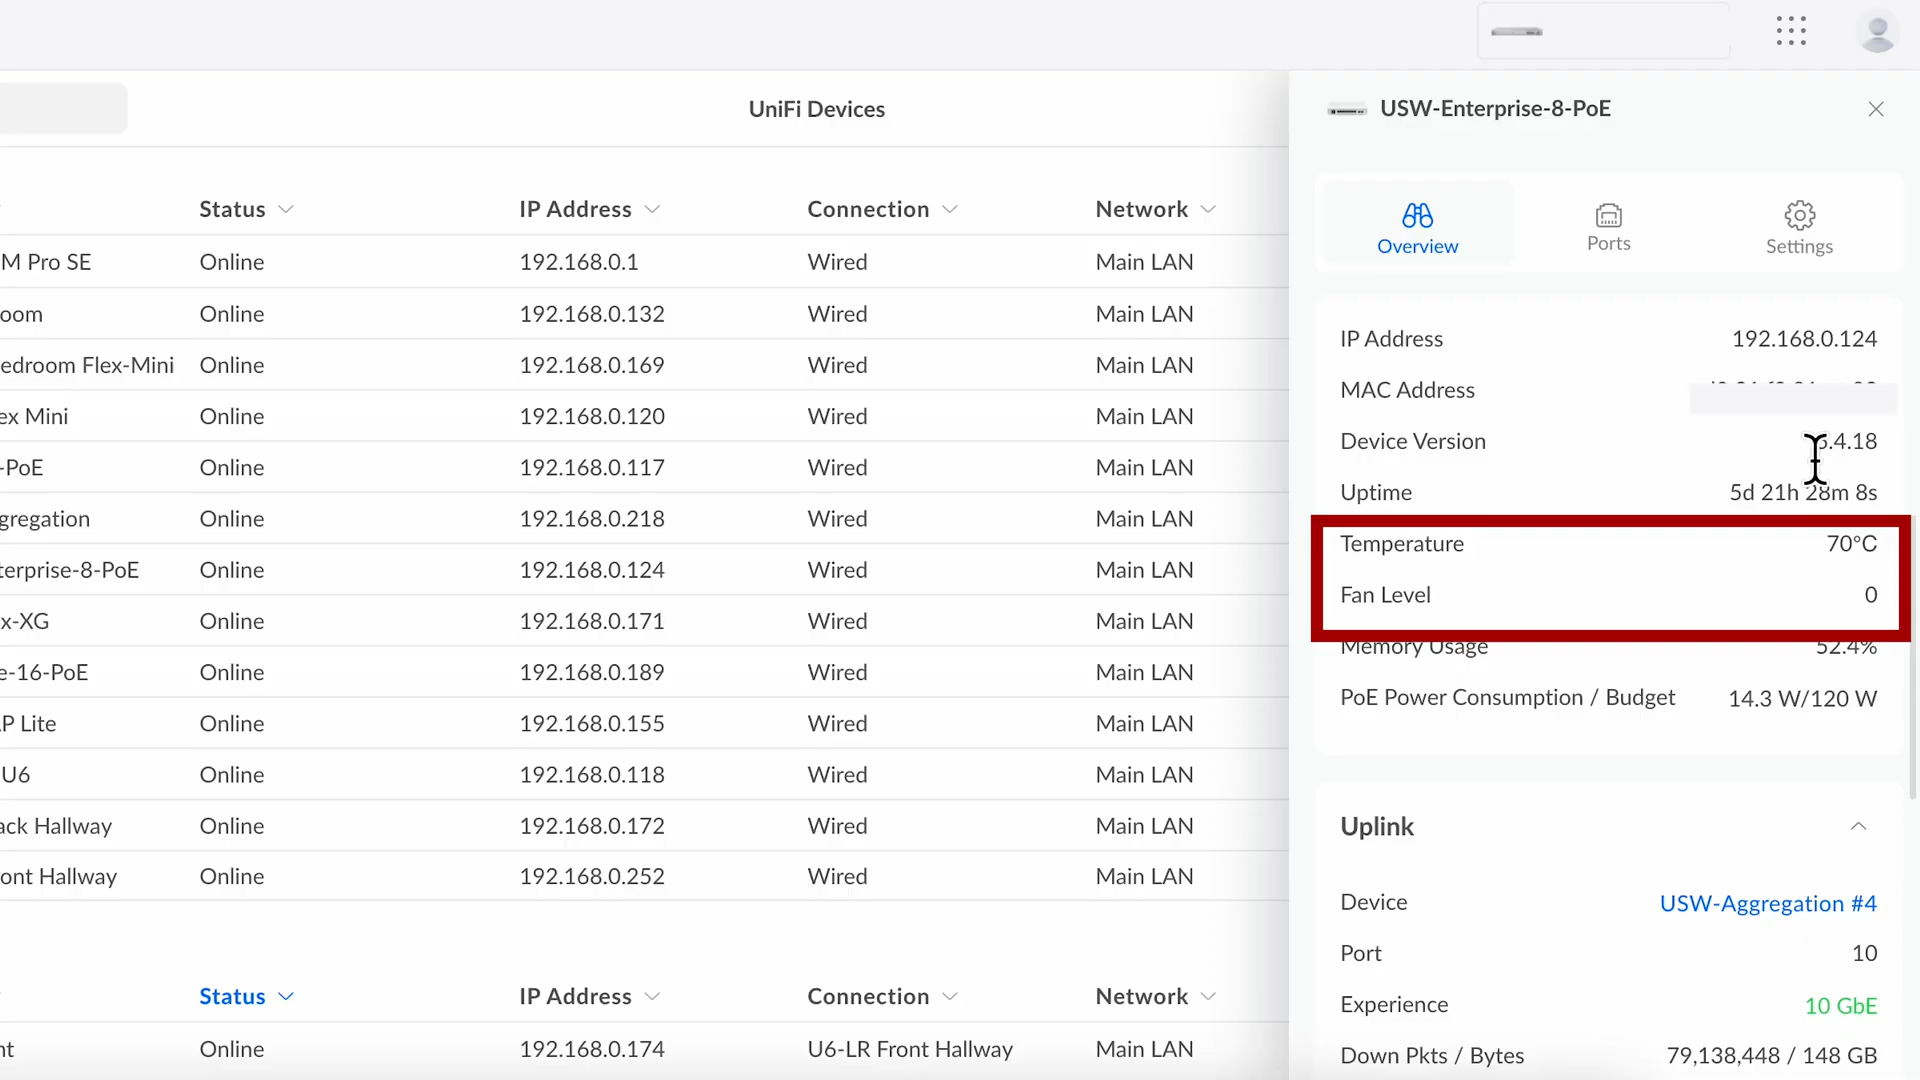 UniFi Devices
Status IP Address Connection Network
M Pro SE Online 192.168.0.1 Wired Main LAN
oom Online 192.168.0.132 Wired Main LAN
edroom Flex-Mini Online 192.168.0.169 Wired Main LAN
ex Mini Online 192.168.0.120 Wired Main LAN
-PoE Online 192.168.0.117 Wired Main LAN
gregation Online 192.168.0.218 Wired Main LAN
terprise-8-PoE Online 192.168.0.124 Wired Main LAN
x-XG Online 192.168.0.171 Wired Main LAN
e-16-PoE Online 192.168.0.189 Wired Main LAN
P Lite Online 192.168.0.155 Wired Main LAN
U6 Online 192.168.0.118 Wired Main LAN
ack Hallway Online 192.168.0.172 Wired Main LAN
ont Hallway Online 192.168.0.252 Wired Main LAN
Status IP Address Connection Network
nt Online 192.168.0.174 U6-LR Front Hallway Main LAN
USW-Enterprise-8-PoE
Overview Ports Settings
IP Address 192.168.0.124
MAC Address
Device Version .4.18
Uptime 5d 21h 28m 8s
Temperature 70°C
Fan Level 0
Memory Usage 52.4%
PoE Power Consumption / Budget 14.3 W/120 W
Uplink
Device USW-Aggregation #4
Port 10
Experience 10 GbE
Down Pkts / Bytes 79,138,448 / 148 GB